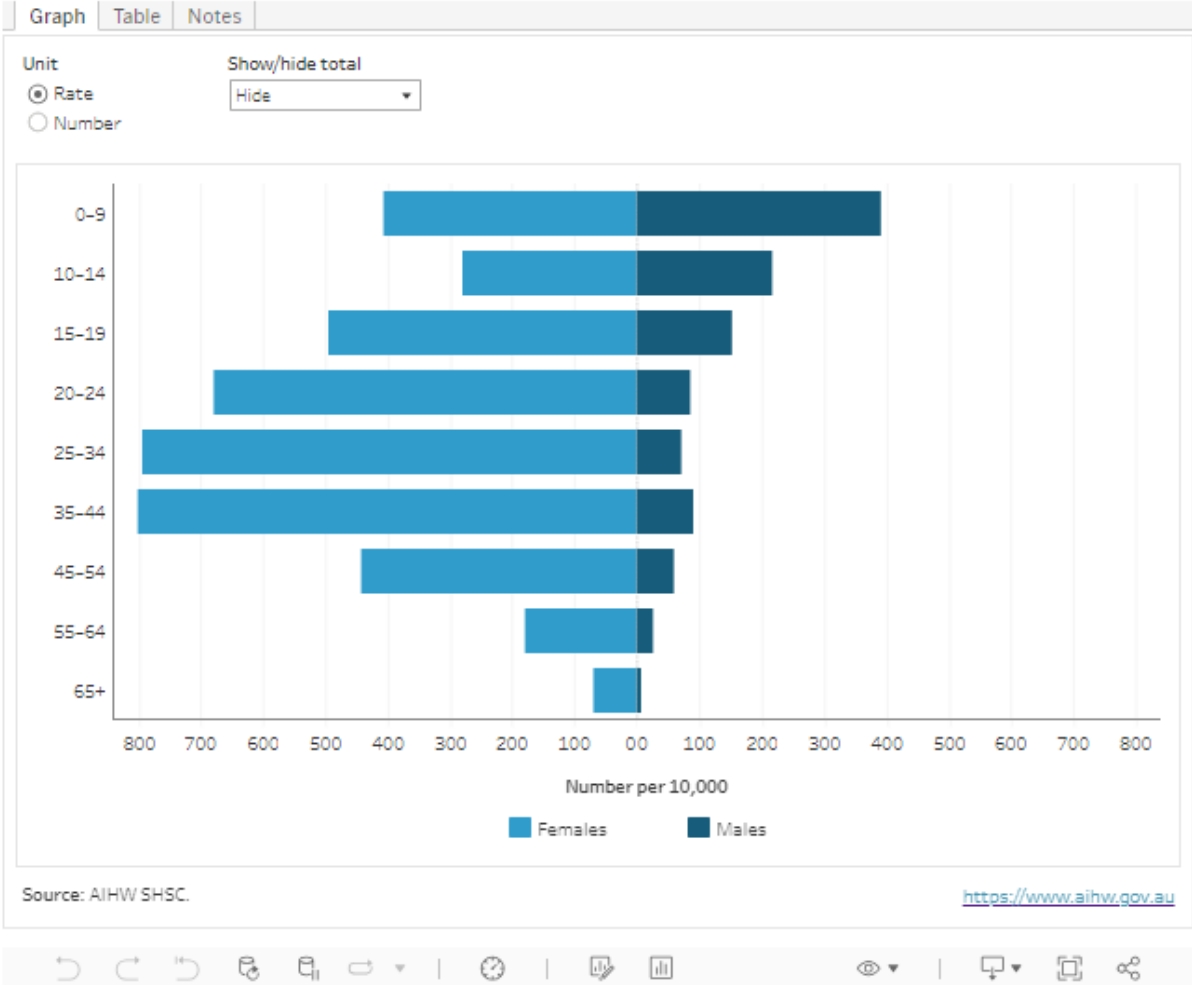 Graph Table Notes
Unit Show/hide total
Rate Hide
Number
0–9
10–14
15–19
20–24
25–34
35–44
45–54
55–64
65+
800 700 600 500 400 300 200 100 00 100 200 300 400 500 600 700 800
Number per 10,000
Females Males
Source: AIHW SHSC. https://www.aihw.gov.au